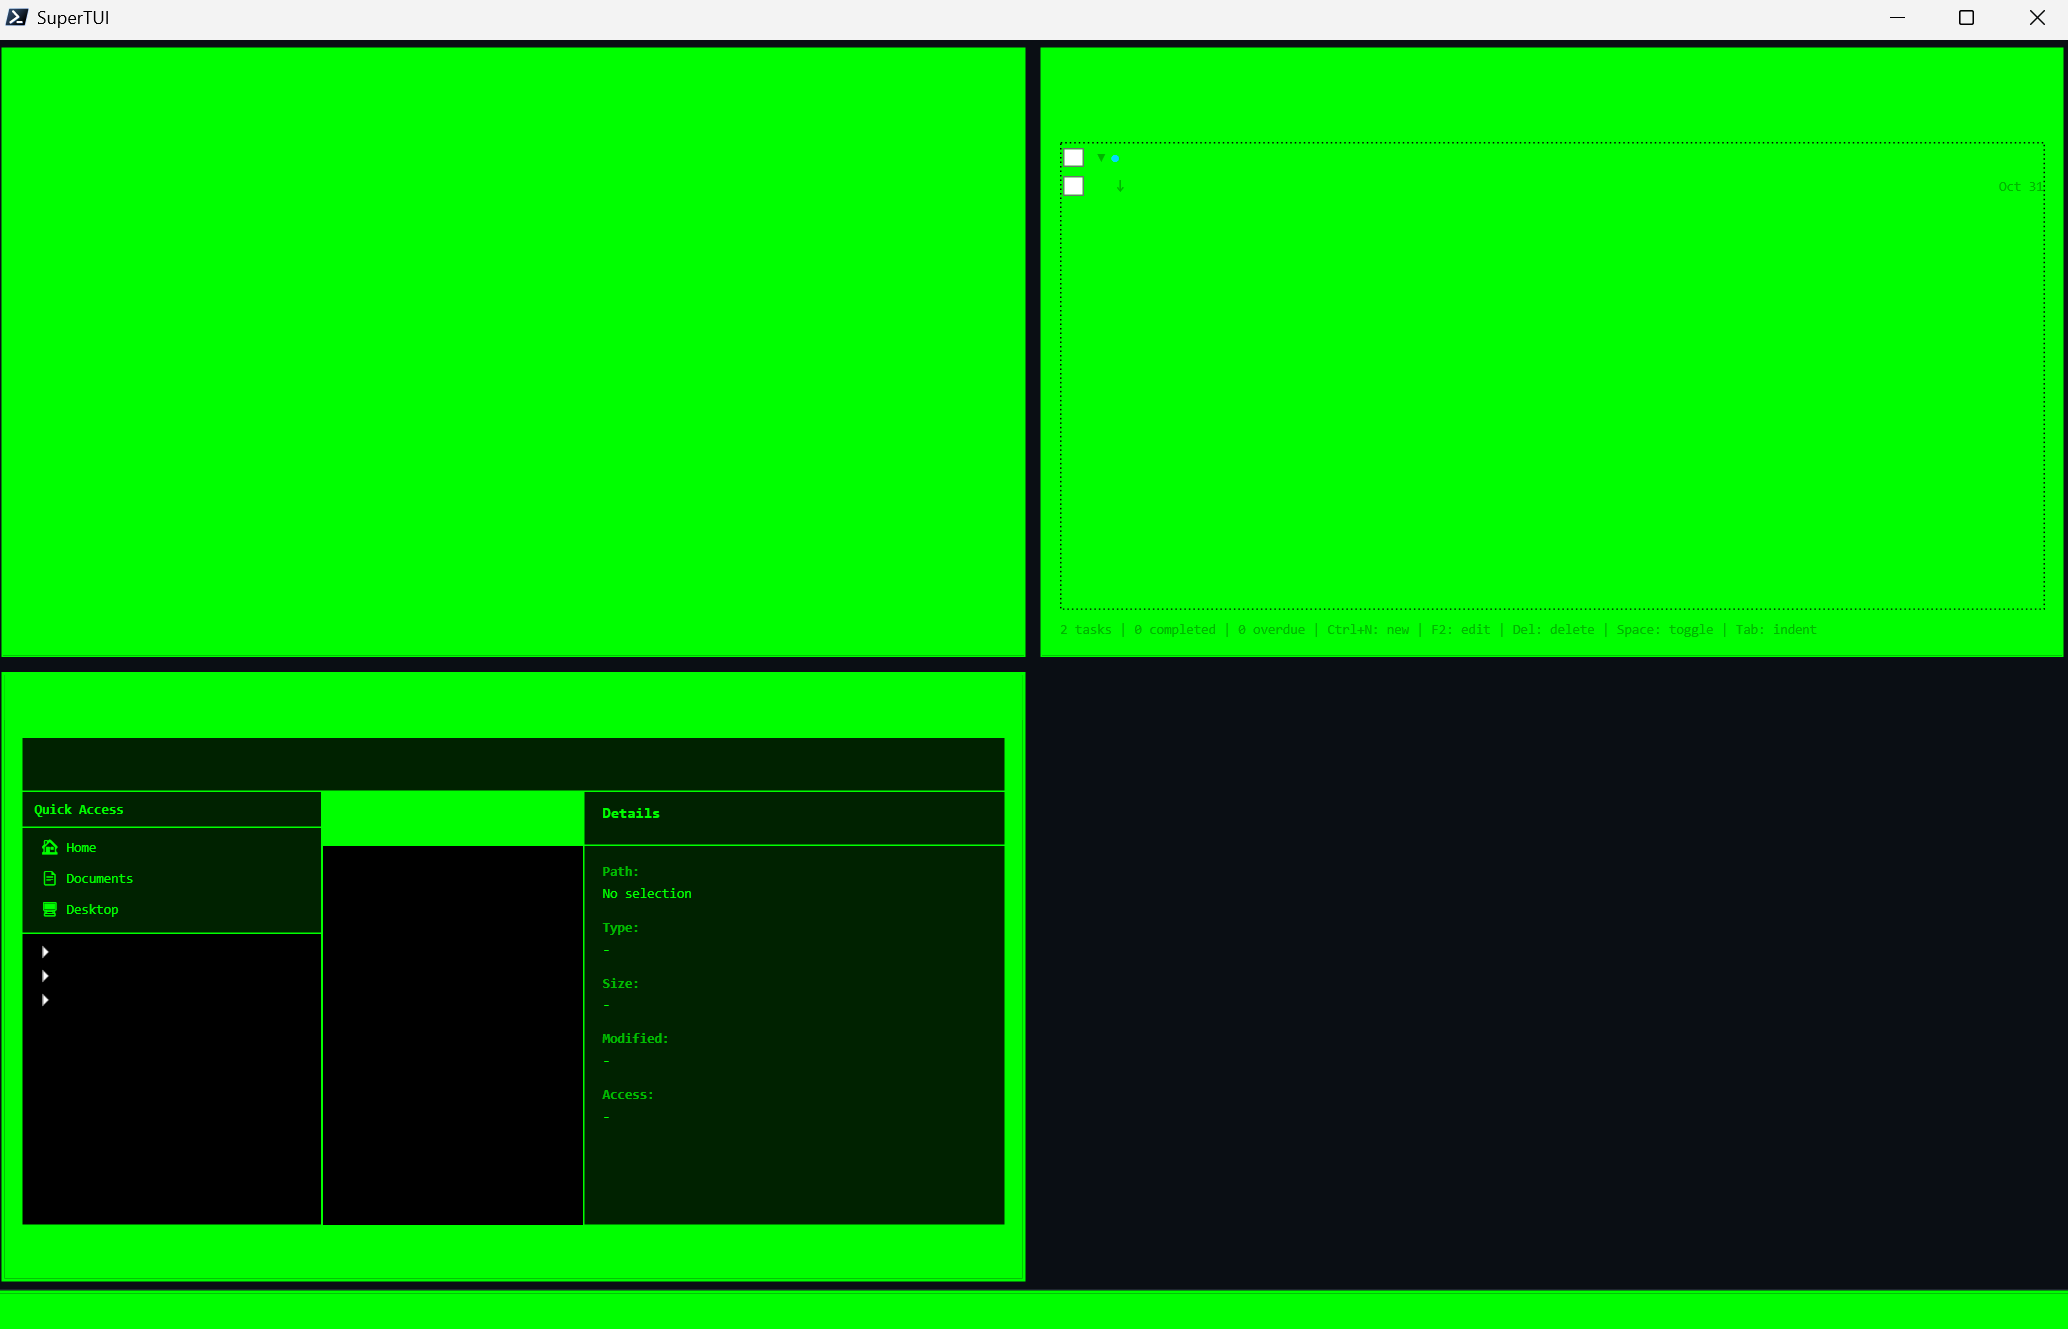 SuperTUI
Oct 31
2 tasks | 0 completed | 0 overdue | Ctrl+N: new | F2: edit | Del: delete | Space: toggle | Tab: indent
Quick Access
Home
Documents
Desktop
Details
Path:
No selection
Type:
-
Size:
-
Modified:
-
Access:
-